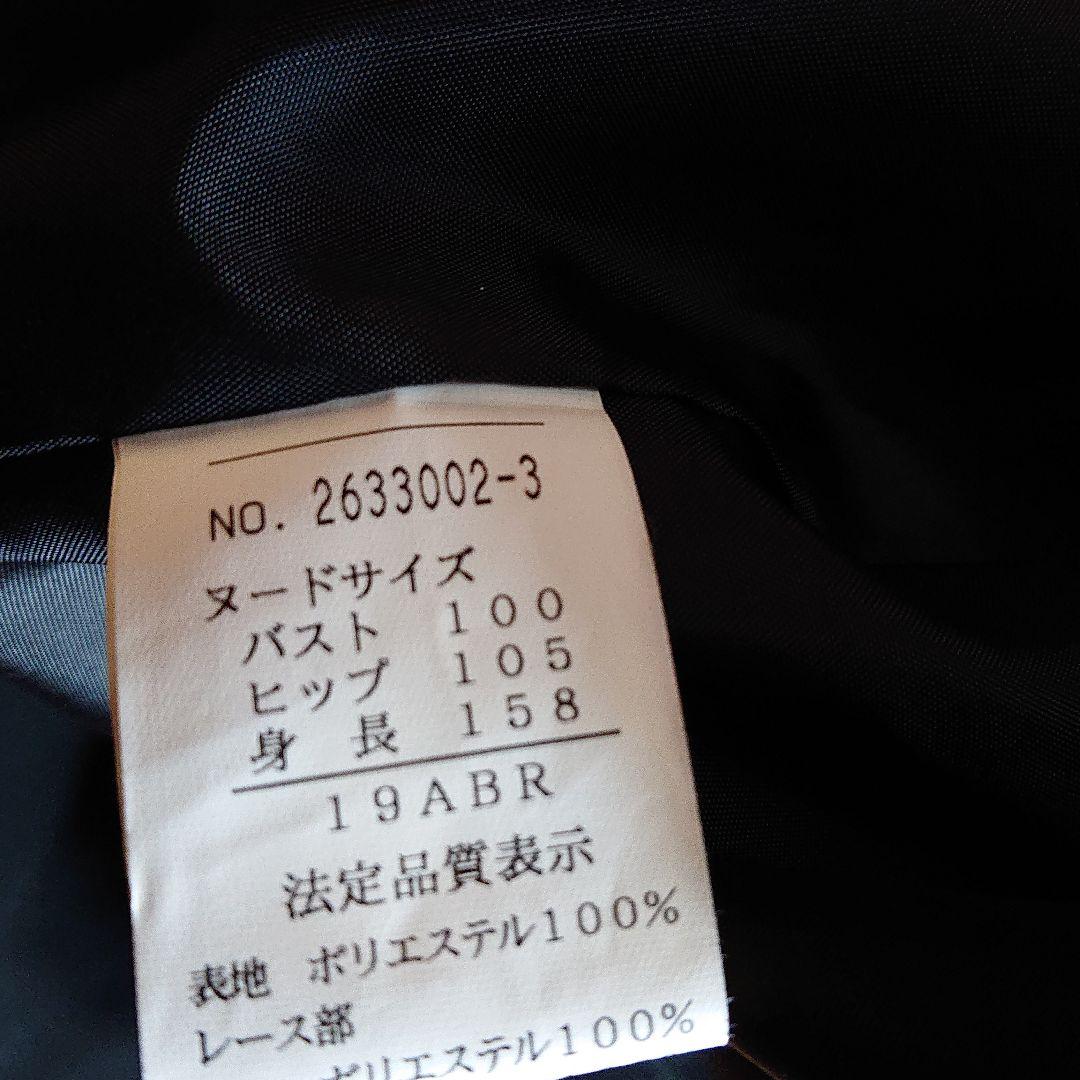 NO. 2633002-3
ヌードサイズ
バスト 100
ヒップ 105
身 長 158
19ABR
法定品質表示
表地 ポリエステル100%
レース部
ポリエステル100%